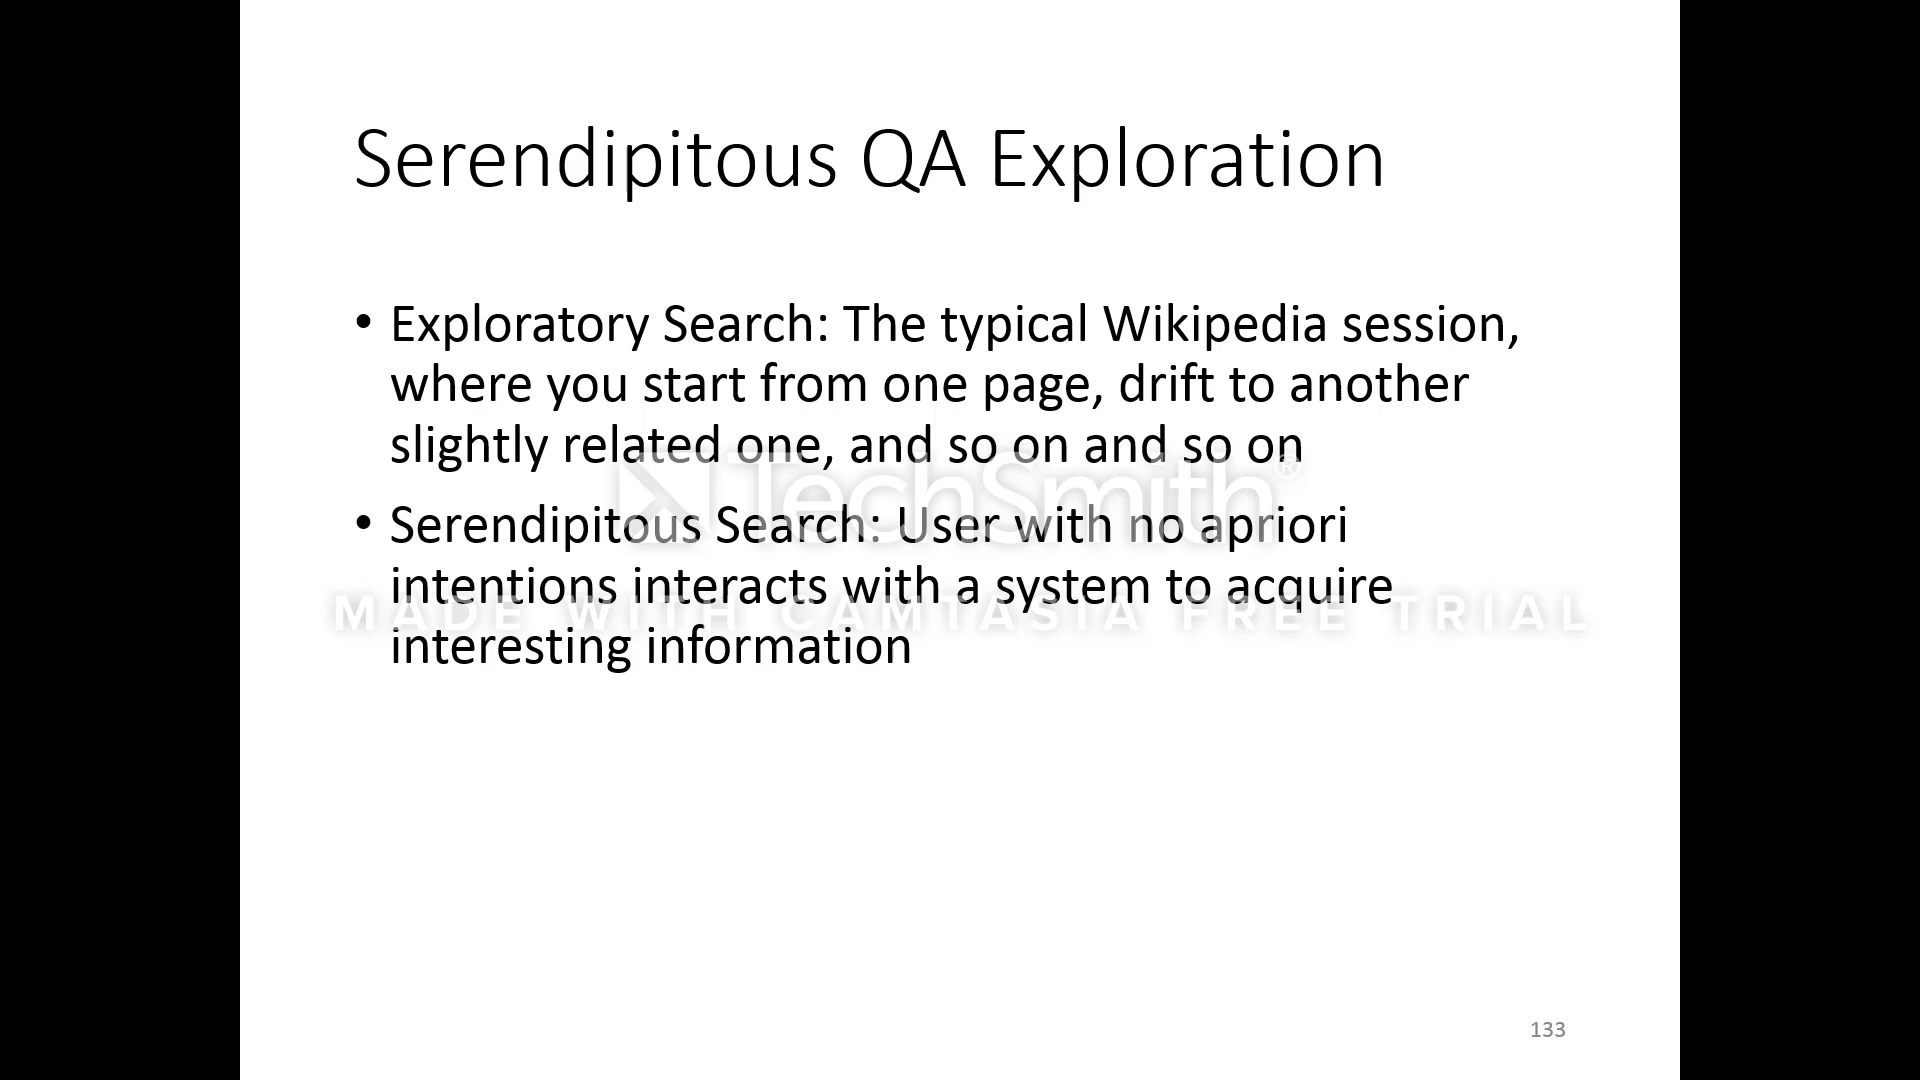 Serendipitous QA Exploration
• Exploratory Search: The typical Wikipedia session,
where you start from one page, drift to another
slightly related one, and so on and so on
TechSmith®
• Serendipitous Search: User with no apriori
intentions interacts with a system to acquire
MADE WITH CAMTASIA FREE TRIAL
interesting information
133